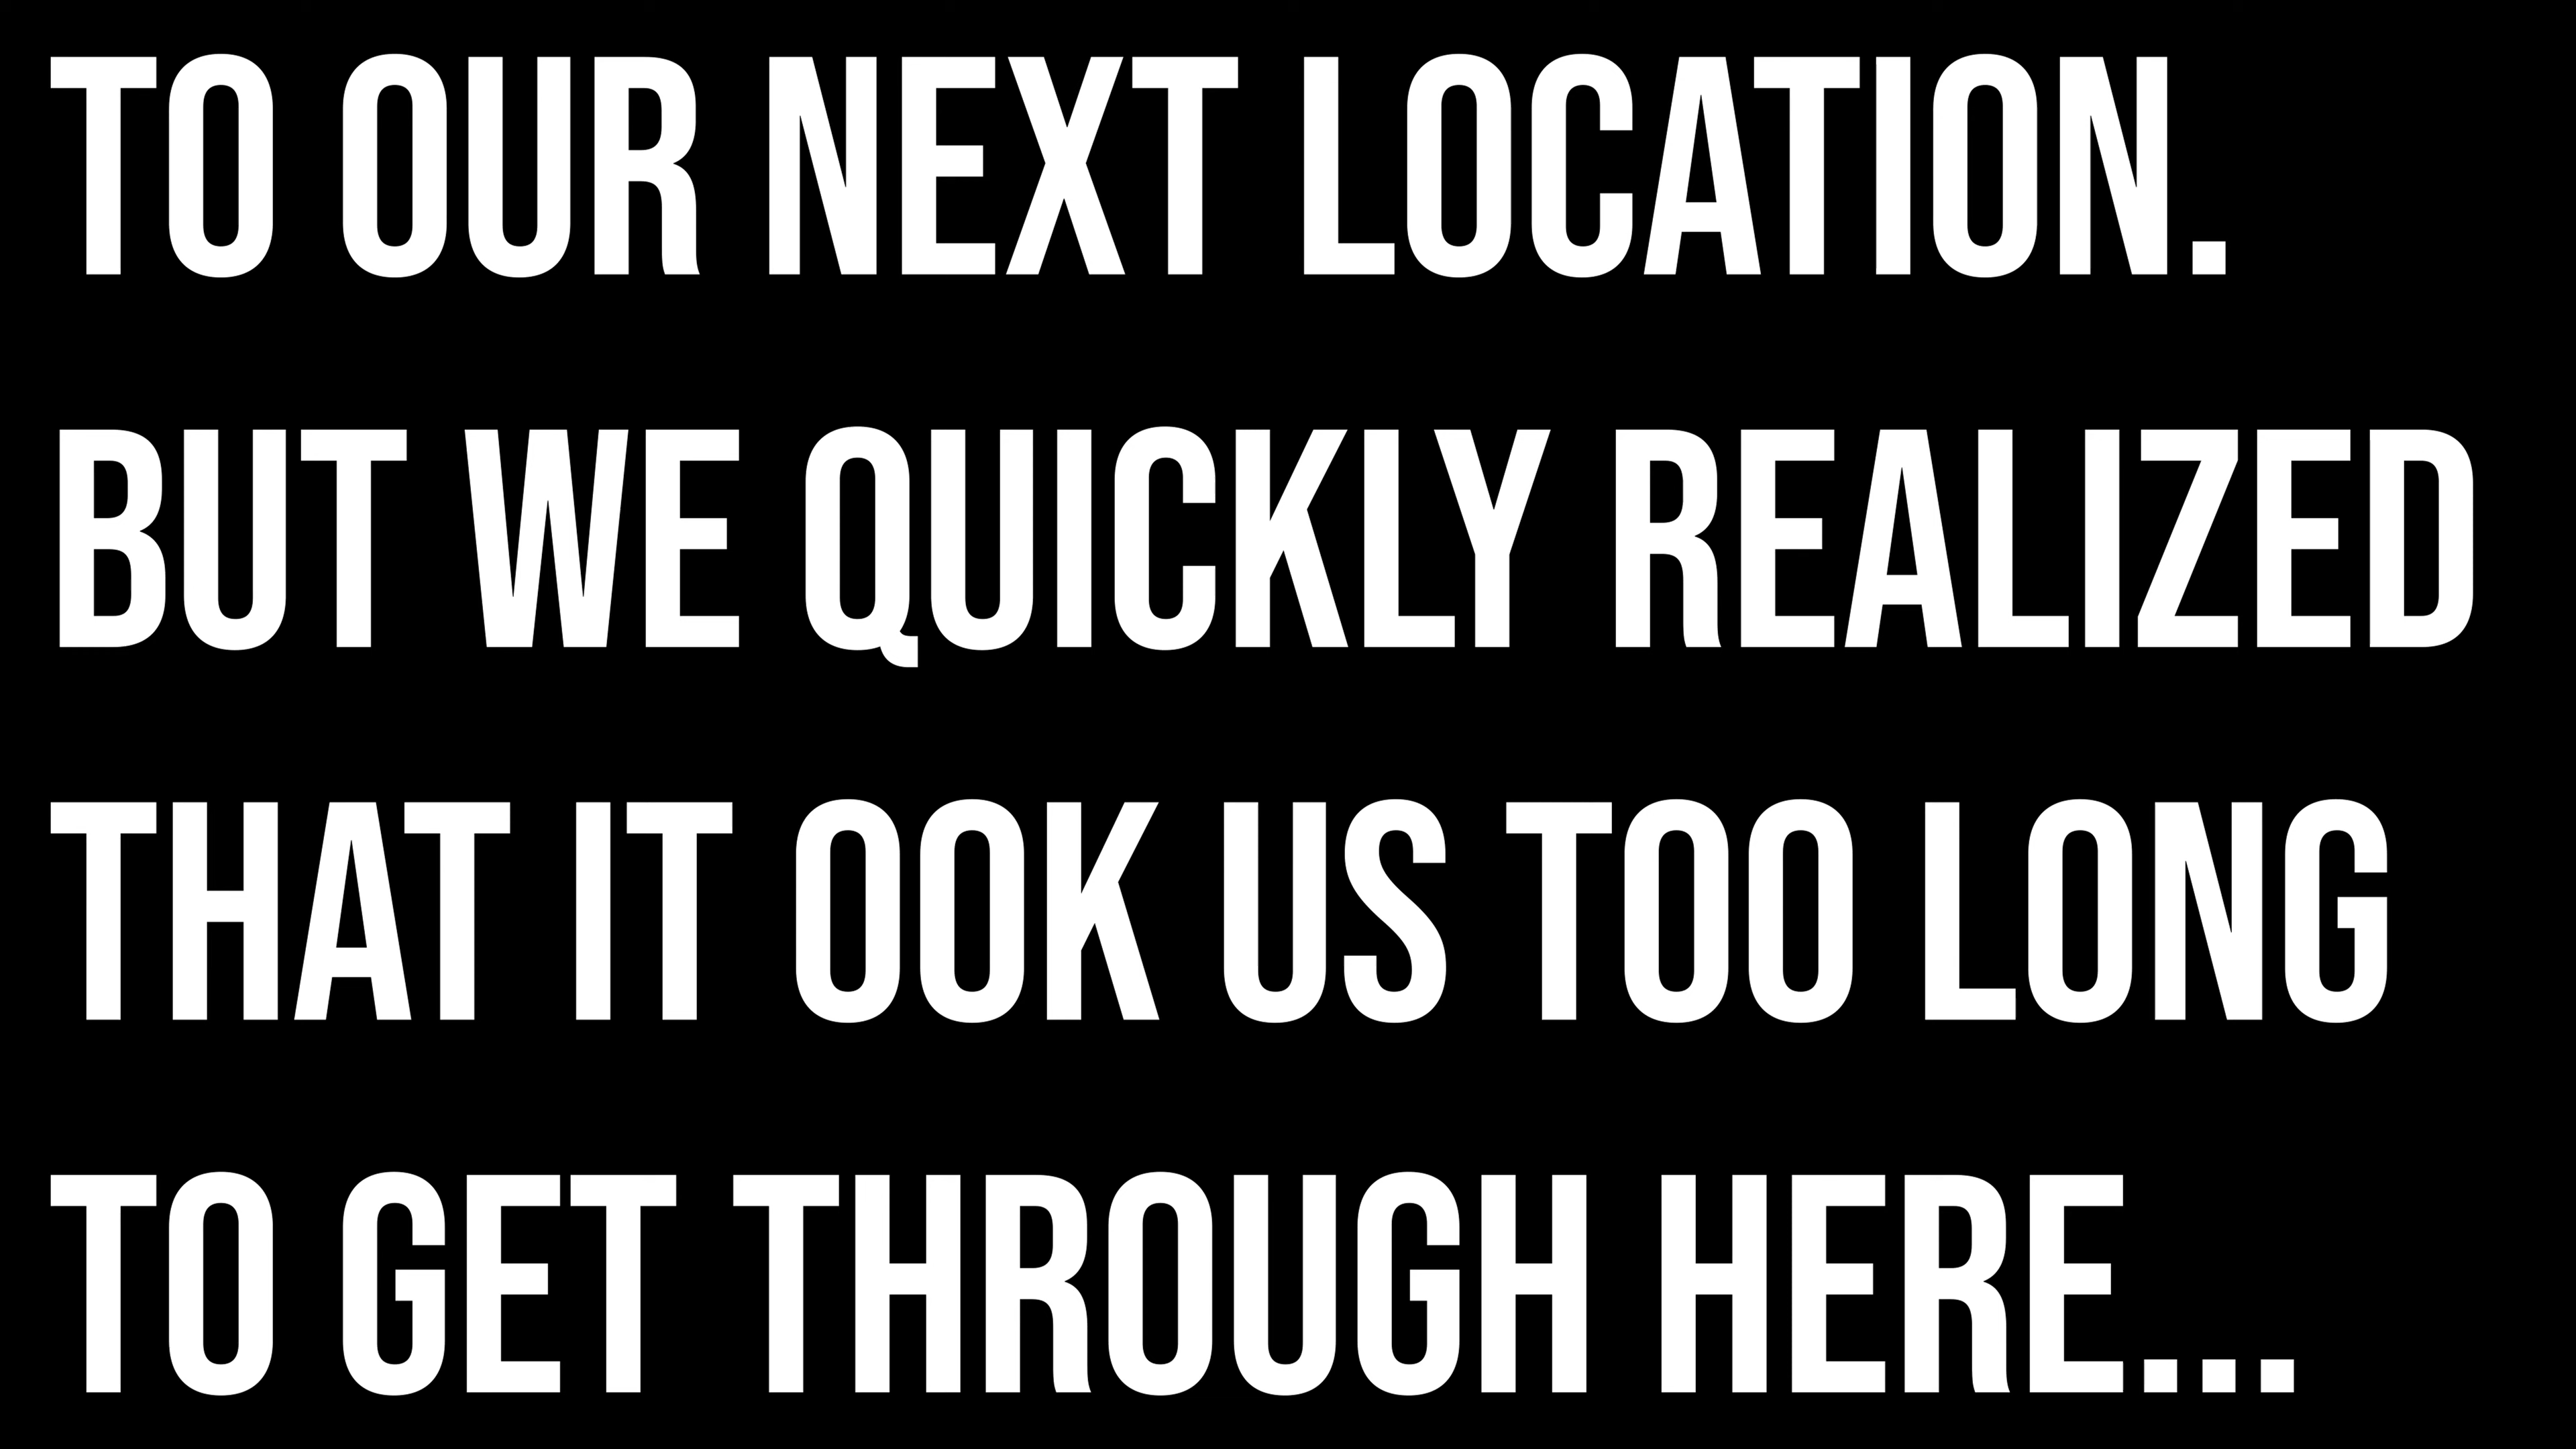 TO OUR NEXT LOCATION.
BUT WE QUICKLY REALIZED
THAT IT OOK US TOO LONG
TO GET THROUGH HERE...